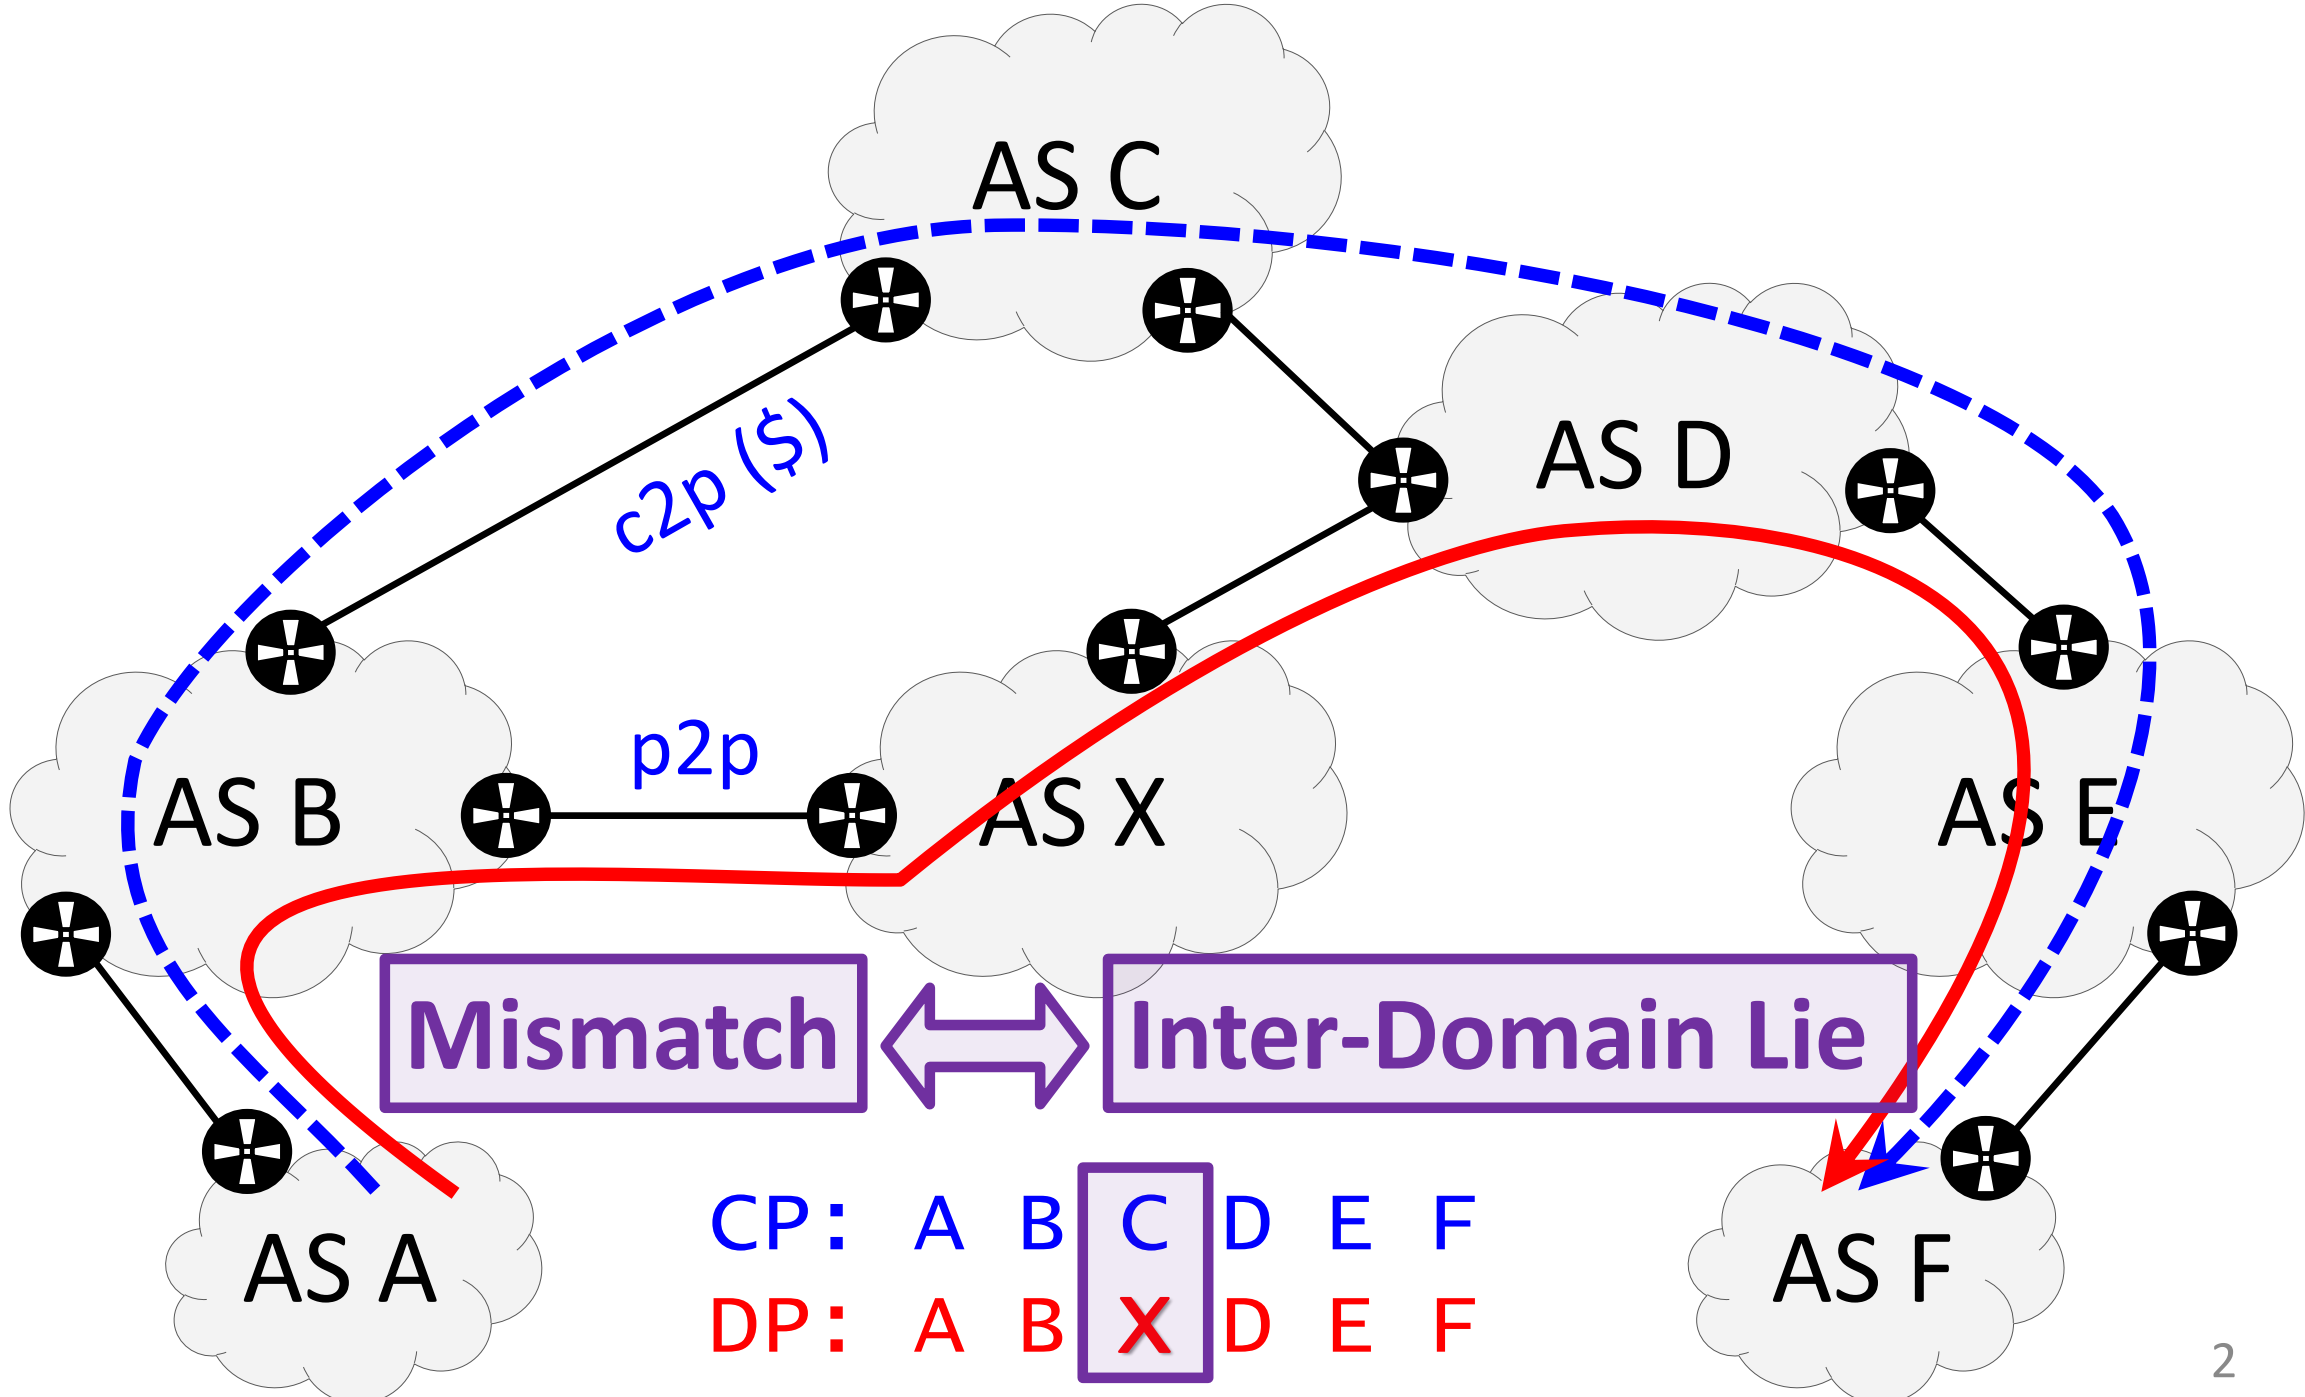 AS C
AS D
c2p ($)
p2p
AS B
AS X
AS E
Mismatch
Inter-Domain Lie
CP: A B C D E F
DP: A B X D E F
AS A
AS F
2